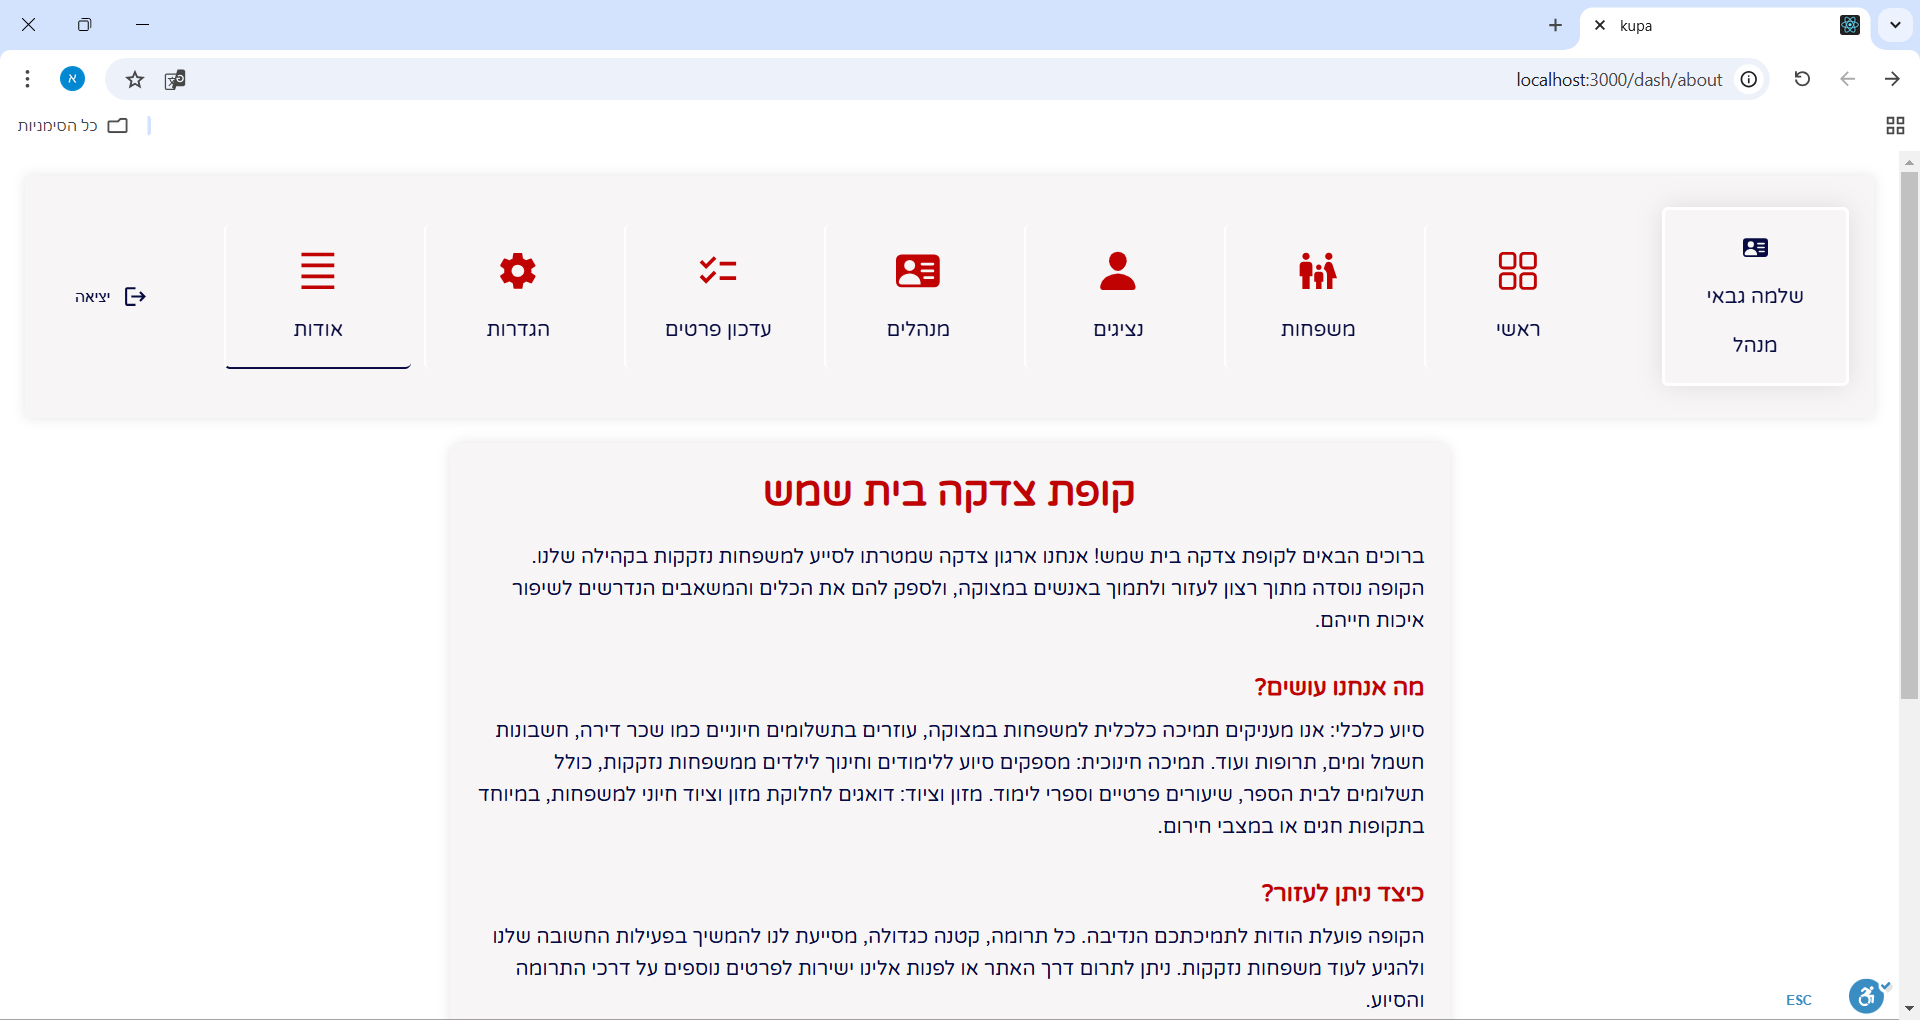 kupa
localhost:3000/dash/about
א
כל הסימניות
שלמה גבאי
מנהל
ראשי
משפחות
נציגים
מנהלים
עדכון פרטים
הגדרות
אודות
יציאה
קופת צדקה בית שמש
ברוכים הבאים לקופת צדקה בית שמש! אנחנו ארגון צדקה שמטרתו לסייע למשפחות נזקקות בקהילה שלנו.
הקופה נוסדה מתוך רצון לעזור ולתמוך באנשים במצוקה, ולספק להם את הכלים והמשאבים הנדרשים לשיפור
איכות חייהם.
מה אנחנו עושים?
סיוע כלכלי: אנו מעניקים תמיכה כלכלית למשפחות במצוקה, עוזרים בתשלומים חיוניים כמו שכר דירה, חשבונות
חשמל ומים, תרופות ועוד. תמיכה חינוכית: מספקים סיוע ללימודים וחינוך לילדים ממשפחות נזקקות, כולל
תשלומים לבית הספר, שיעורים פרטיים וספרי לימוד. מזון וציוד: דואגים לחלוקת מזון וציוד חיוני למשפחות, במיוחד
בתקופות חגים או במצבי חירום.
כיצד ניתן לעזור?
הקופה פועלת הודות לתמיכתכם הנדיבה. כל תרומה, קטנה כגדולה, מסייעת לנו להמשיך בפעילות החשובה שלנו
ולהגיע לעוד משפחות נזקקות. ניתן לתרום דרך האתר או לפנות אלינו ישירות לפרטים נוספים על דרכי התרומה
והסיוע.
ESC